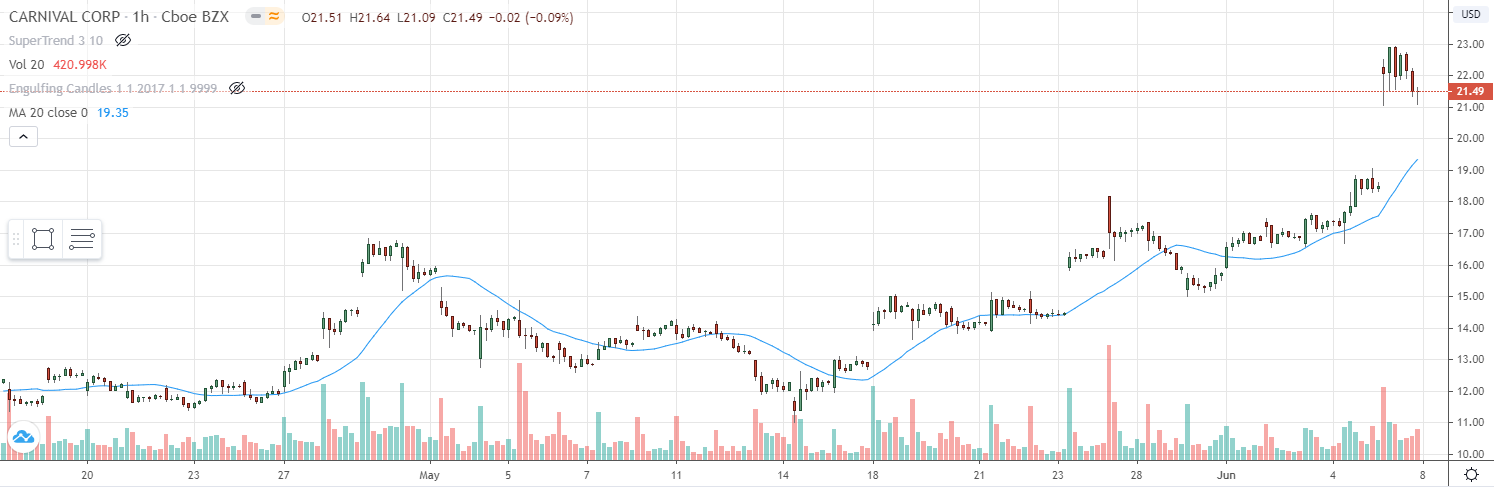 CARNIVAL CORP · 1h · Cboe BZX O21.51 H21.64 L21.09 C21.49 −0.02 (−0.09%)
USD
SuperTrend 3 10
Vol 20 420.998K
Engulfing Candles 1 1 2017 1 1 9999
MA 20 close 0 19.35
23.00
22.00
21.49
21.00
20.00
19.00
18.00
17.00
16.00
15.00
14.00
13.00
12.00
11.00
10.00
20 23 27 May 5 7 11 14 18 21 23 28 Jun 4 8